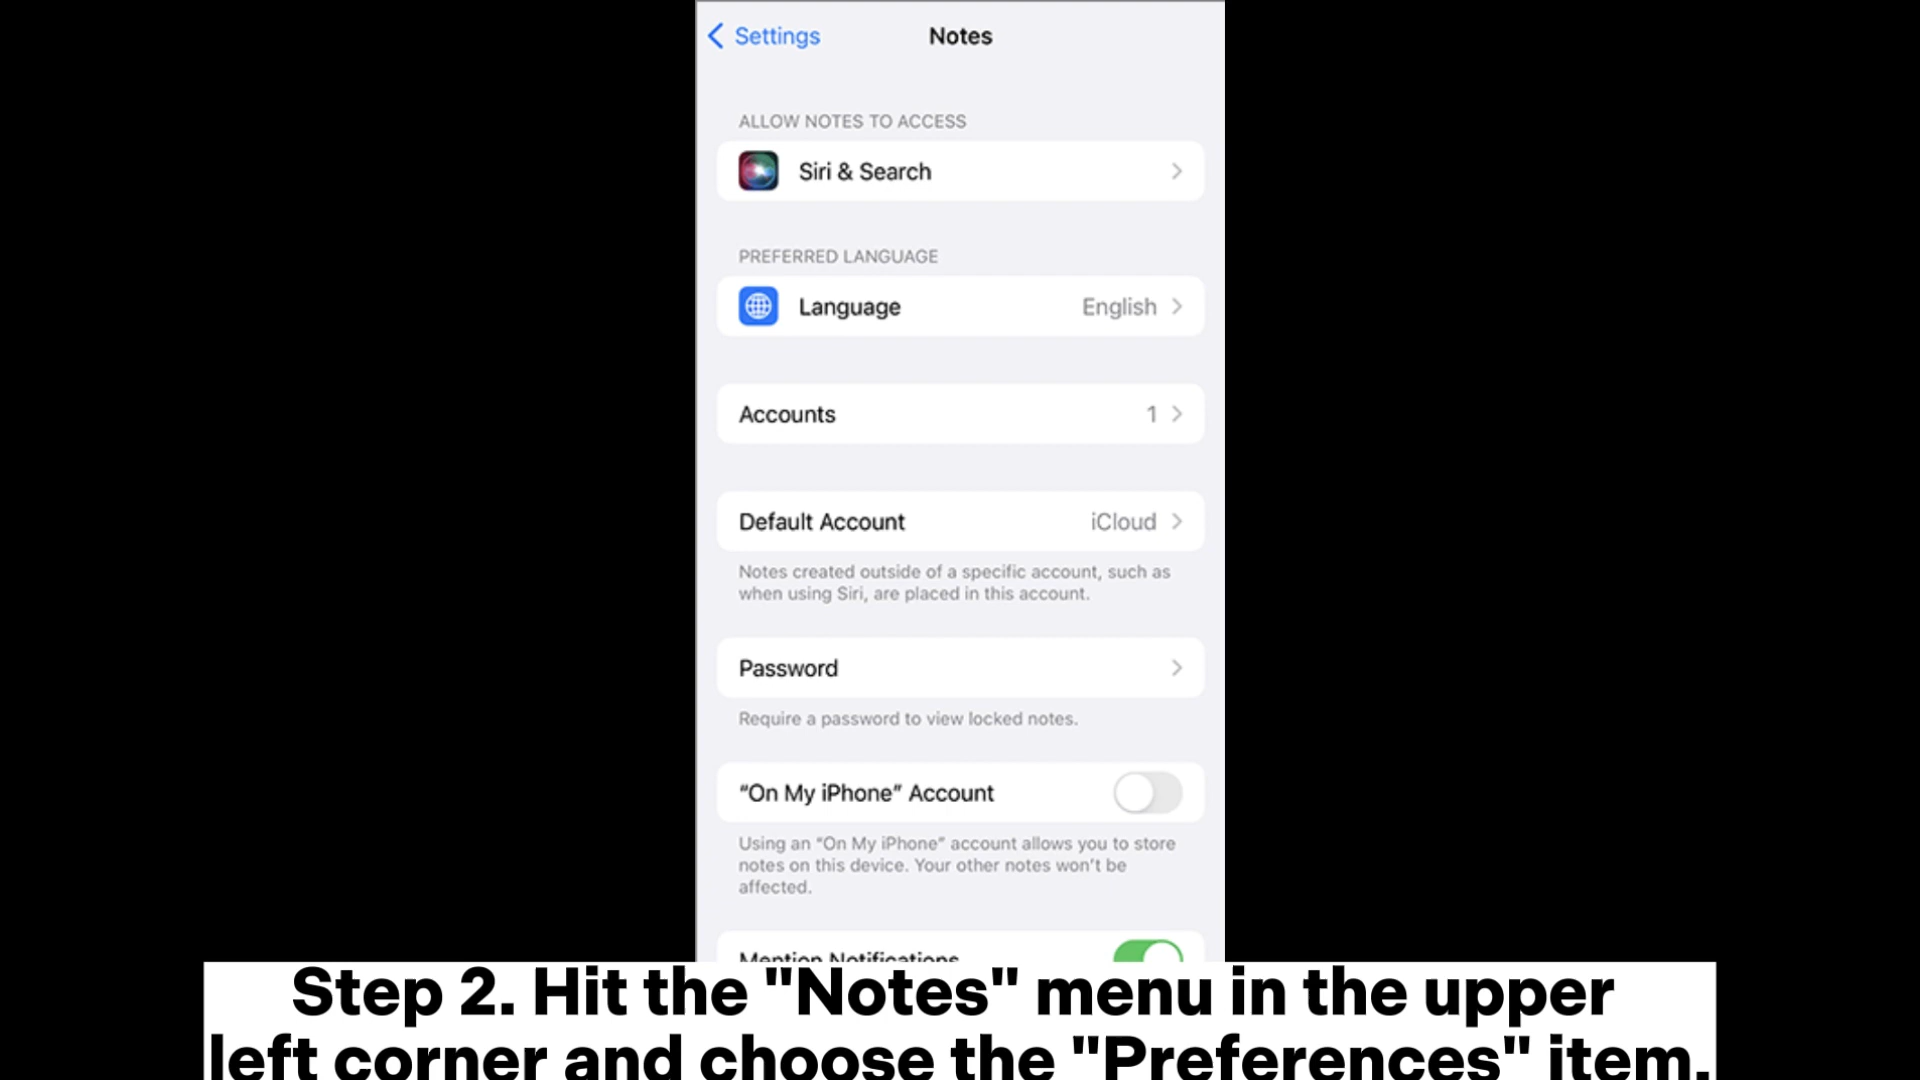 Settings
Notes
ALLOW NOTES TO ACCESS
Siri & Search
PREFERRED LANGUAGE
Language English
Accounts 1
Default Account iCloud
Notes created outside of a specific account, such as
when using Siri, are placed in this account.
Password
Require a password to view locked notes.
“On My iPhone” Account
Using an “On My iPhone” account allows you to store
notes on this device. Your other notes won’t be
affected.
Mention Notifications
Step 2. Hit the "Notes" menu in the upper
left corner and choose the "Preferences" item.